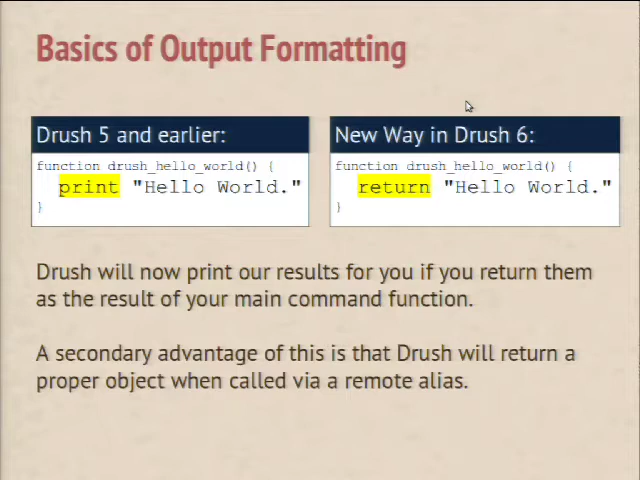 Basics of Output Formatting
Drush 5 and earlier:
function drush_hello_world() {
print "Hello World."
}
New Way in Drush 6:
function drush_hello_world() {
return "Hello World."
}
Drush will now print our results for you if you return them
as the result of your main command function.
A secondary advantage of this is that Drush will return a
proper object when called via a remote alias.